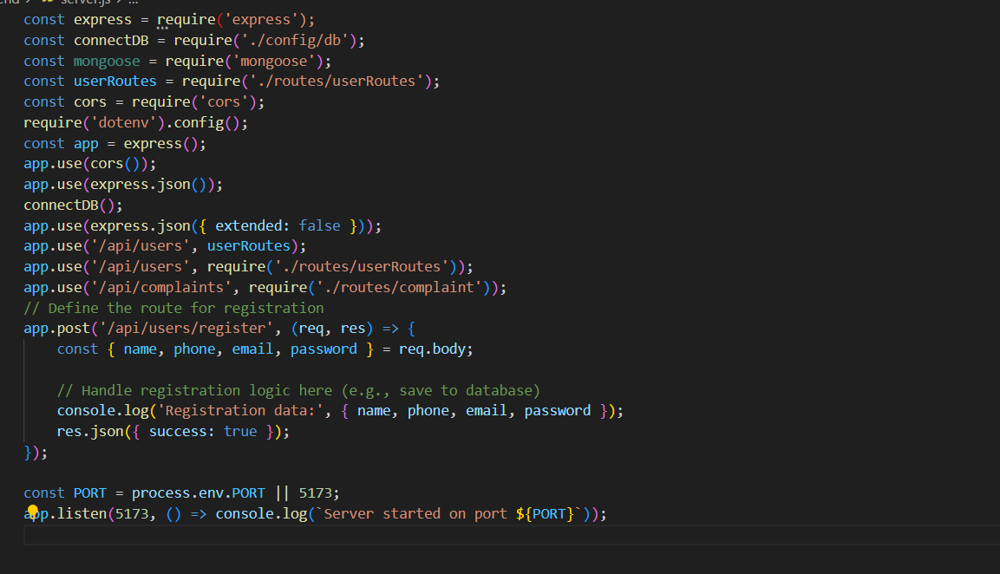 server.js > ...
const express = require('express');
const connectDB = require('./config/db');
const mongoose = require('mongoose');
const userRoutes = require('./routes/userRoutes');
const cors = require('cors');
require('dotenv').config();
const app = express();
app.use(cors());
app.use(express.json());
connectDB();
app.use(express.json({ extended: false }));
app.use('/api/users', userRoutes);
app.use('/api/users', require('./routes/userRoutes'));
app.use('/api/complaints', require('./routes/complaint'));
// Define the route for registration
app.post('/api/users/register', (req, res) => {
    const { name, phone, email, password } = req.body;
    // Handle registration logic here (e.g., save to database)
    console.log('Registration data:', { name, phone, email, password });
    res.json({ success: true });
});
const PORT = process.env.PORT || 5173;
app.listen(5173, () => console.log(`Server started on port ${PORT}`));